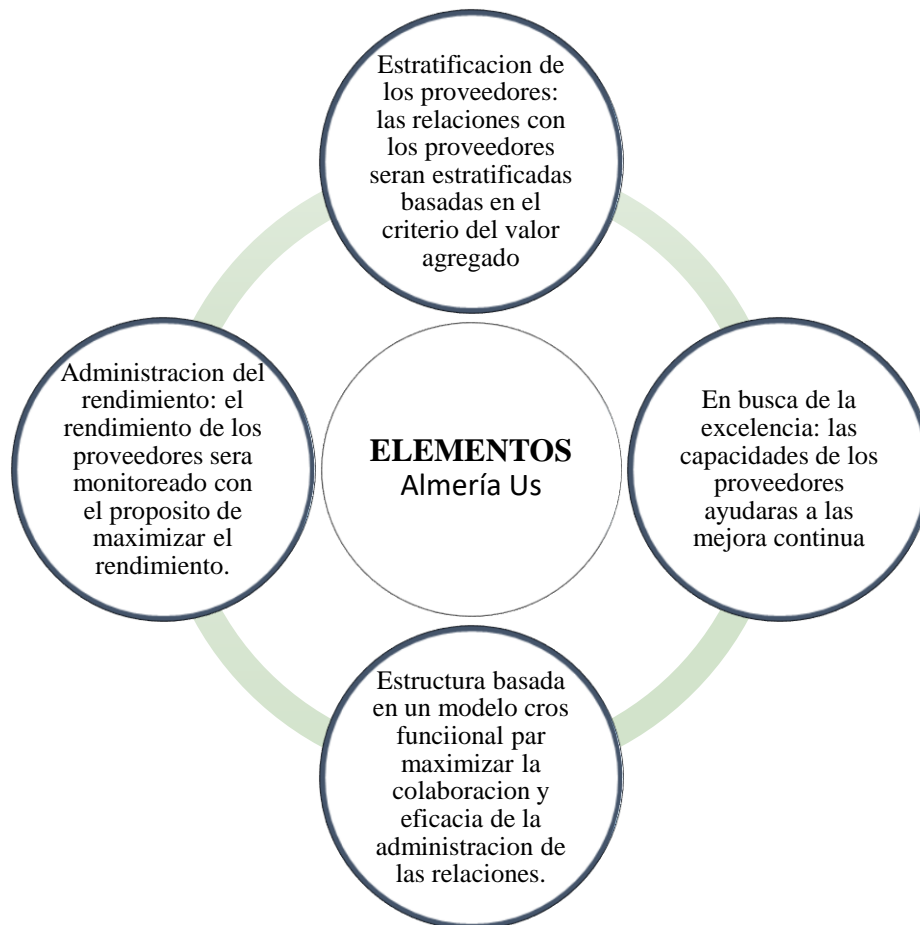 Estratificacion de
los proveedores:
las relaciones con
los proveedores
seran estratificadas
basadas en el
criterio del valor
agregado
Administracion del
rendimiento: el
rendimiento de los
proveedores sera
monitoreado con
el proposito de
maximizar el
rendimiento.
ELEMENTOS
Almería Us
En busca de la
excelencia: las
capacidades de los
proveedores
ayudaras a las
mejora continua
Estructura basada
en un modelo cros
funciional par
maximizar la
colaboracion y
eficacia de la
administracion de
las relaciones.